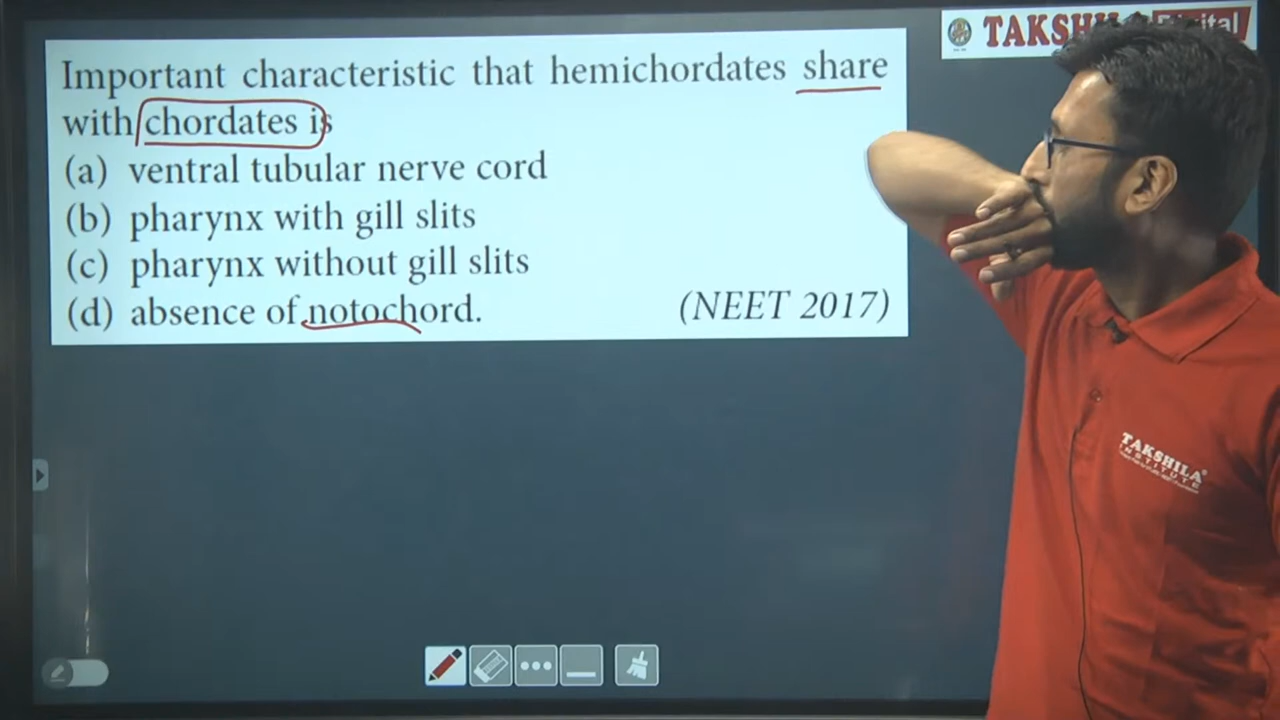 Important characteristic that hemichordates share
with chordates is
(a) ventral tubular nerve cord
(b) pharynx with gill slits
(c) pharynx without gill slits
(d) absence of notochord. (NEET 2017)
TAKSHILA
INSTITUTE